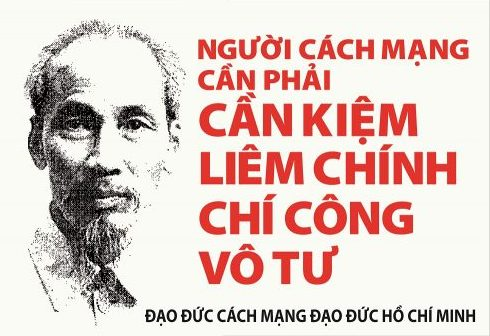 NGƯỜI CÁCH MẠNG
CẦN PHẢI
CẦN KIỆM
LIÊM CHÍNH
CHÍ CÔNG
VÔ TƯ
ĐẠO ĐỨC CÁCH MẠNG ĐẠO ĐỨC HỒ CHÍ MINH